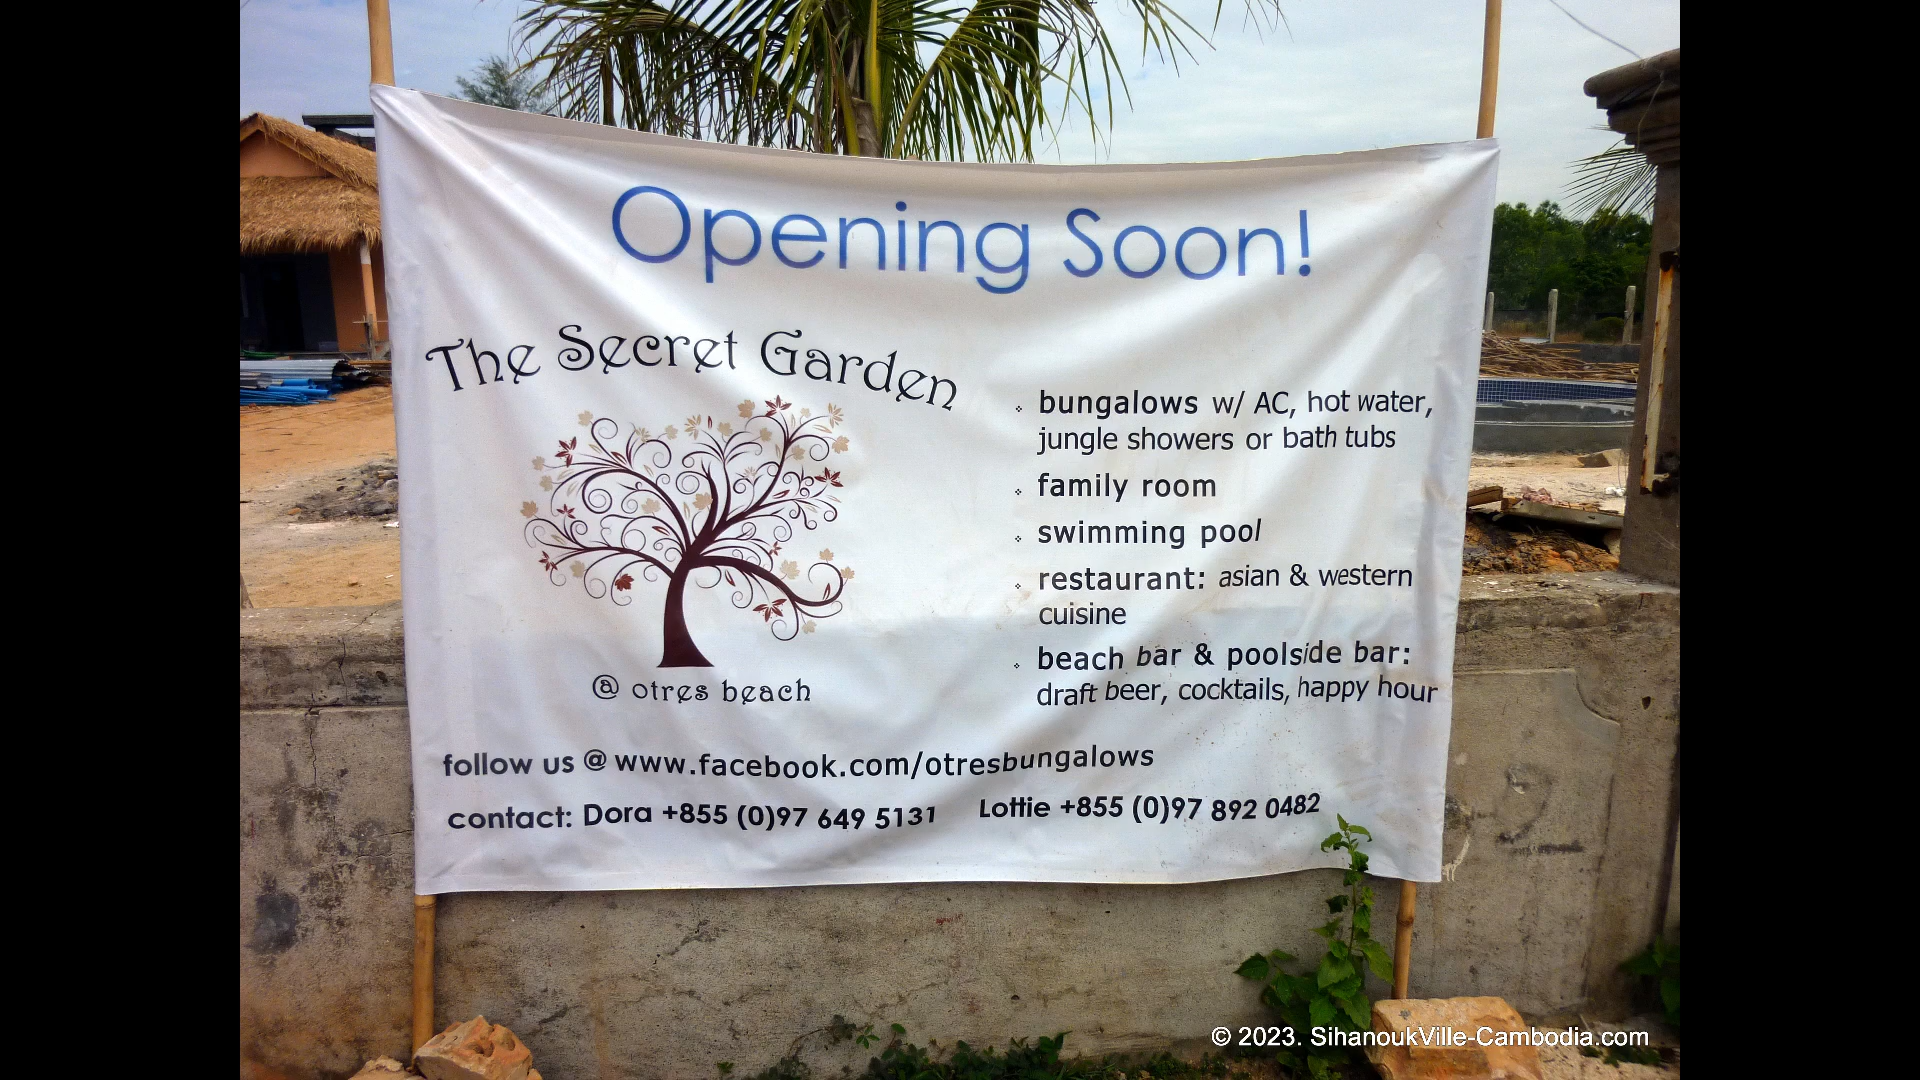 Opening Soon!
The Secret Garden
@ otres beach
bungalows w/ AC, hot water,
jungle showers or bath tubs
family room
swimming pool
restaurant: asian & western
cuisine
beach bar & poolside bar:
draft beer, cocktails, happy hour
follow us @ www.facebook.com/otresbungalows
contact: Dora +855 (0)97 649 5131 Lottie +855 (0)97 892 0482
© 2023. SihanoukVille-Cambodia.com